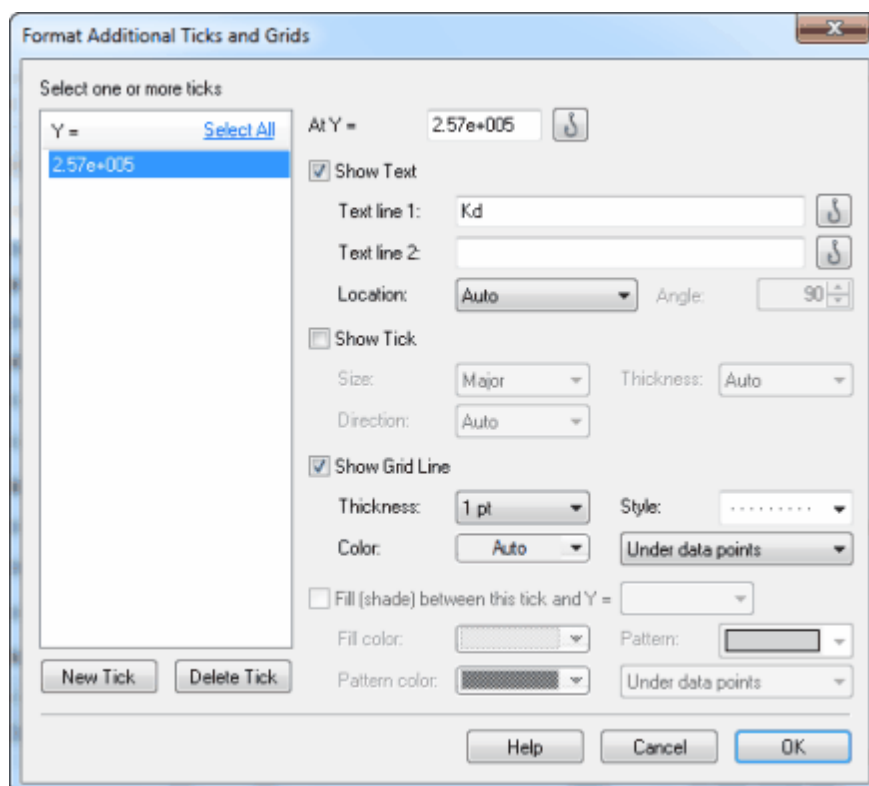 Format Additional Ticks and Grids
Select one or more ticks
Y = Select All
2.57e+005
At Y = 2.57e+005
Show Text
Text line 1: Kd
Text line 2:
Location: Auto Angle: 90
Show Tick
Size: Major Thickness: Auto
Direction: Auto
Show Grid Line
Thickness: 1 pt Style:
Color: Auto Under data points
Fill (shade) between this tick and Y =
Fill color: Pattern:
Pattern color: Under data points
New Tick Delete Tick
Help Cancel OK